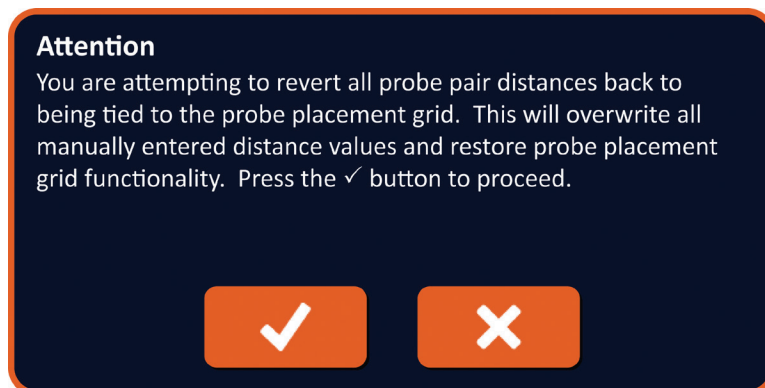 Attention
You are attempting to revert all probe pair distances back to
being tied to the probe placement grid.  This will overwrite all
manually entered distance values and restore probe placement
grid functionality.  Press the ✓ button to proceed.